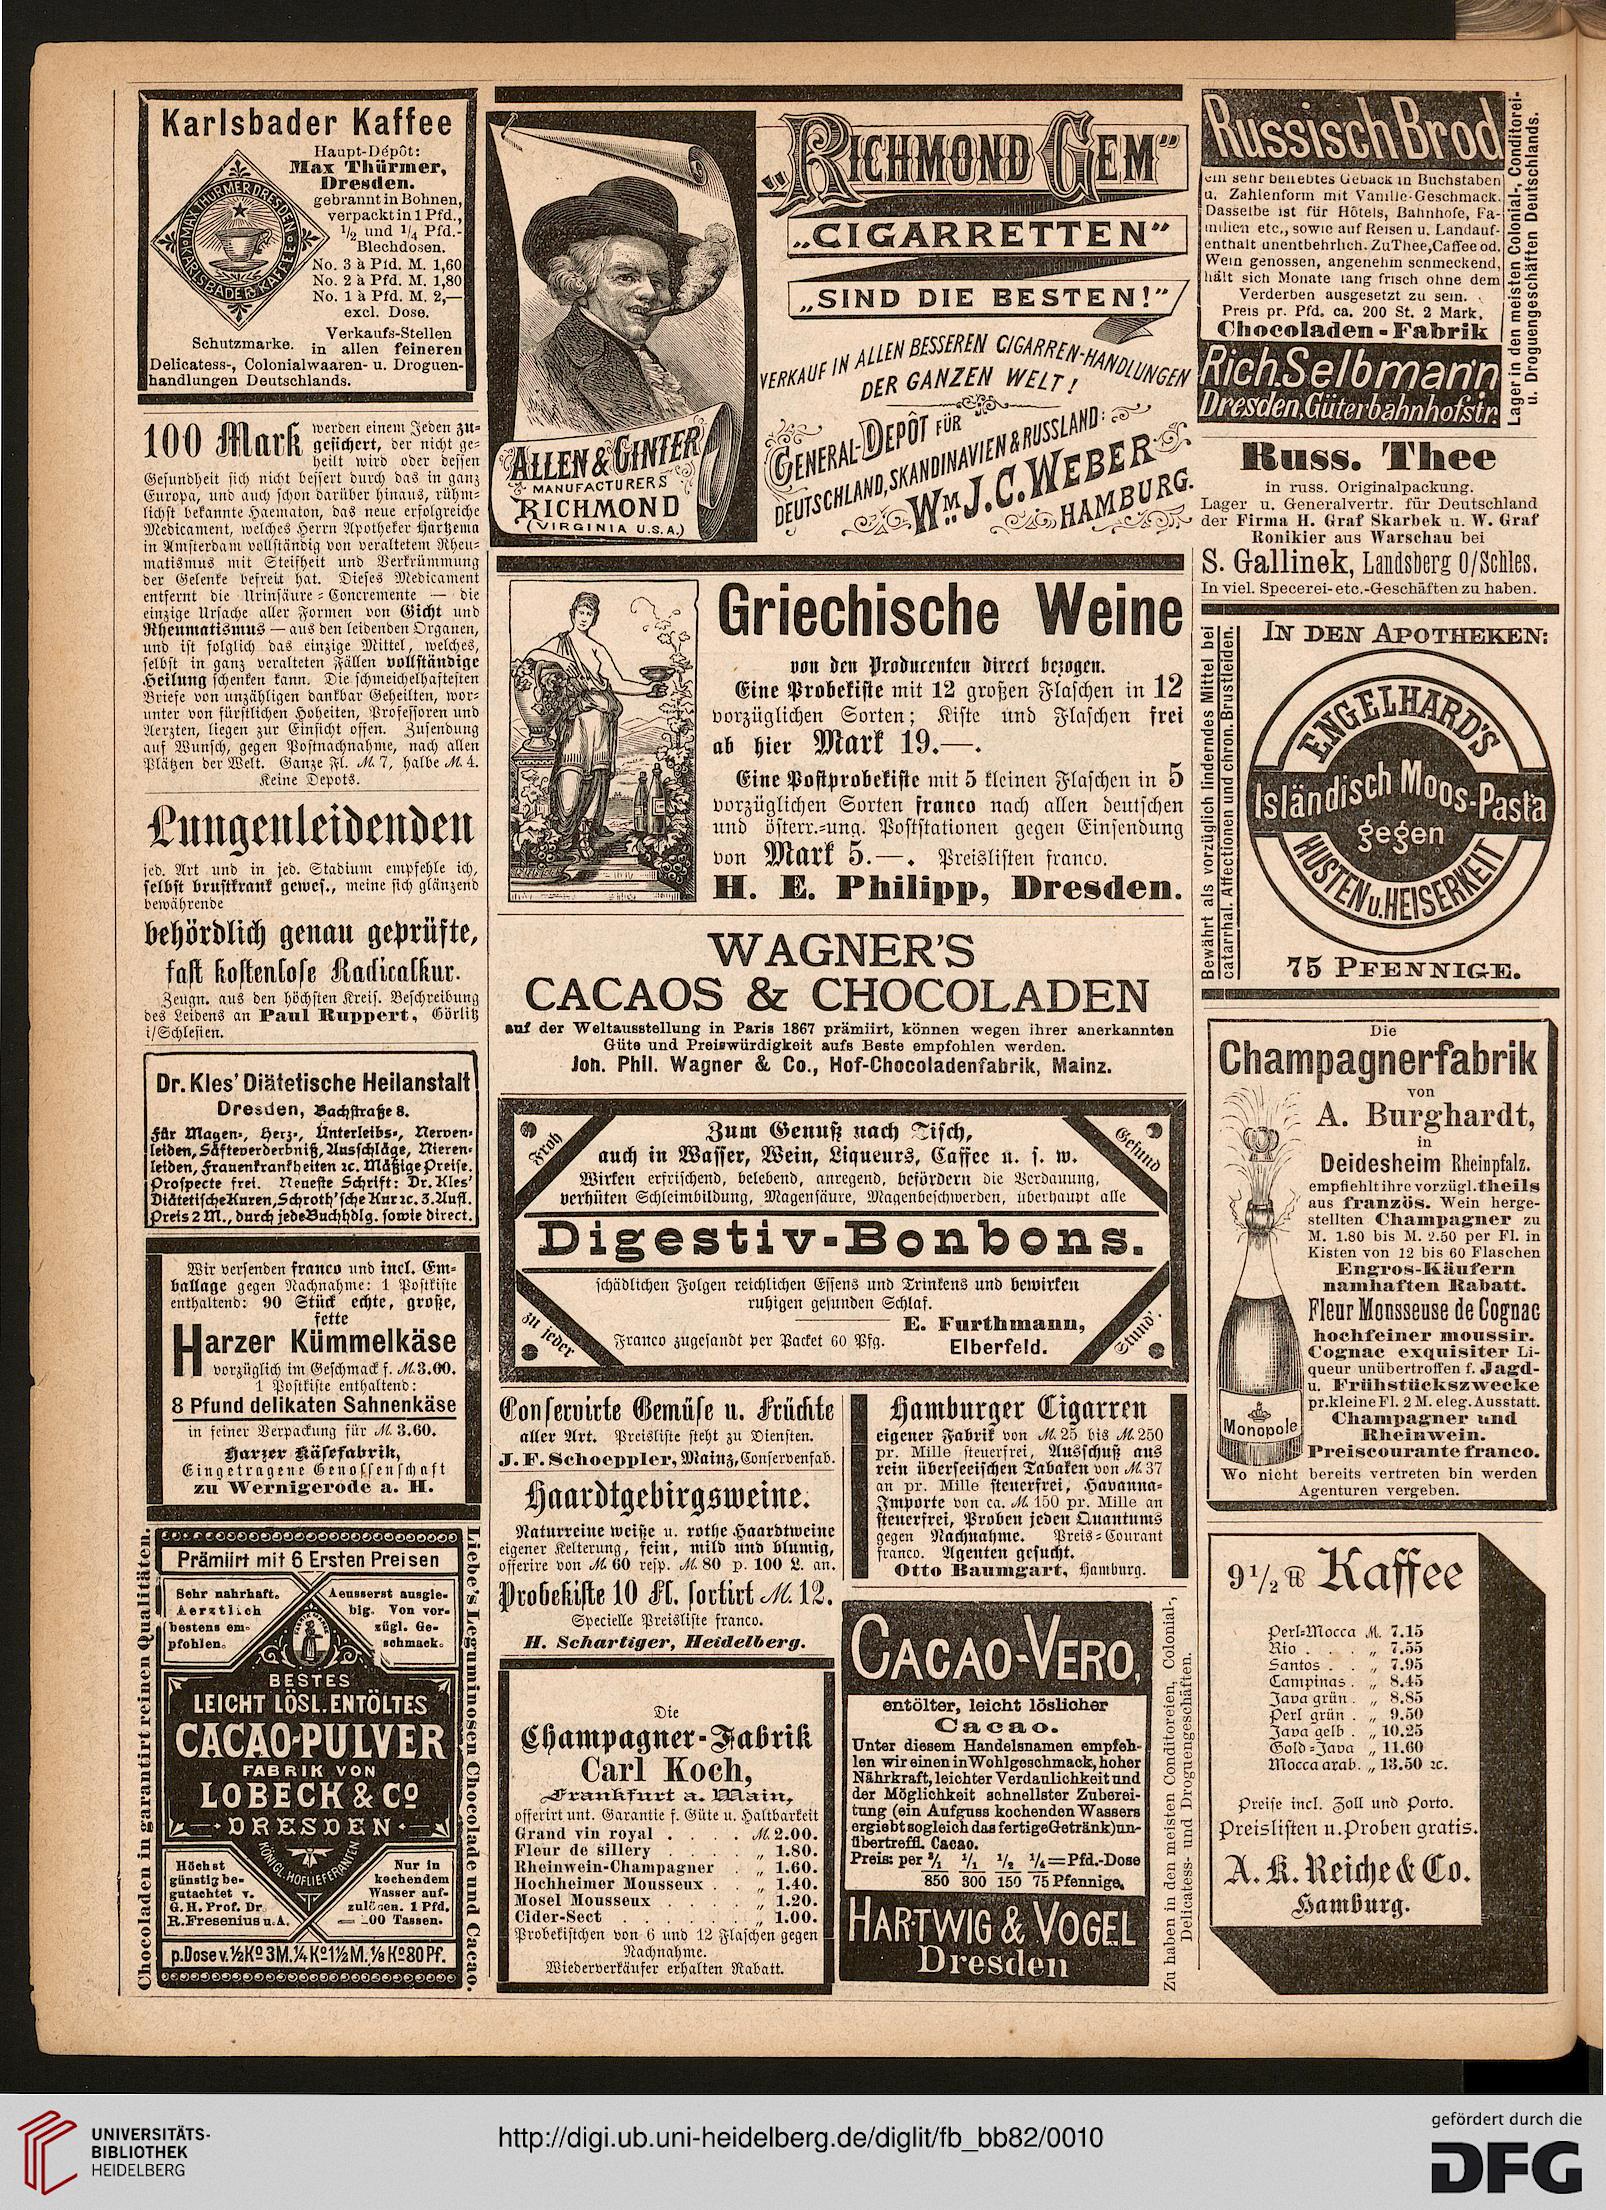 Karlsbader Kaffee
Haupt-Dépôt:
Max Thürmer,
Dresden.
gebrannt in Bohnen,
verpackt in 1 Pfd.,
1/2 und 1/4 Pfd.-
Blechdosen.
No. 3 à Pfd. M. 1,60
No. 2 à Pfd. M. 1,80
No. 1 à Pfd. M. 2,—
excl. Dose.
MAX THÜRMER DRESDEN
KARLSBADER KAFFEE
Schutzmarke.
Verkaufs-Stellen
in allen feineren
Delicatess-, Colonialwaaren- u. Droguen-
handlungen Deutschlands.
100 Mark werden einem Jeden zu-
gesichert, der nicht ge-
heilt wird oder dessen
Gesundheit sich nicht bessert durch das in ganz
Europa, und auch schon darüber hinaus, rühm-
lichst bekannte Haematon, das neue erfolgreiche
Medicament, welches Herrn Apotheker Hartzema
in Amsterdam vollständig von veraltetem Rheu-
matismus mit Steifheit und Verkrümmung
der Gelenke befreit hat. Dieses Medicament
entfernt die Urinsäure-Concremente — die
einzige Ursache aller Formen von Gicht und
Rheumatismus — aus den leidenden Organen,
und ist folglich das einzige Mittel, welches,
selbst in ganz veralteten Fällen vollständige
Heilung schenken kann. Die schmeichelhaftesten
Briefe von unzähligen dankbar Geheilten, wor-
unter von fürstlichen Hoheiten, Professoren und
Aerzten, liegen zur Einsicht offen. Zusendung
auf Wunsch, gegen Postnachnahme, nach allen
Plätzen der Welt. Ganze Fl. M. 7, halbe M. 4.
Keine Depots.
Lungenleidenden
jed. Art und in jed. Stadium empfehle ich,
selbst brustkrank gewes., meine sich glänzend
bewährende
behördlich genau geprüfte,
fast kostenlose Radicalkur.
Zeugn. aus den höchsten Kreis. Beschreibung
des Leidens an Paul Ruppert, Görlitz
i/Schlesien.
Dr. Kles' Diätetische Heilanstalt
Dresden, Bachstraße 8.
Für Magen-, Herz-, Unterleibs-, Nerven-
leiden, Säfteverderbniß, Ausschläge, Nieren-
leiden, Frauenkrankheiten ꝛc. Mäßige Preise.
Prospecte frei. Neueste Schrift: Dr. Kles'
Diätetische Kuren, Schroth'sche Kur ꝛc. 3. Aufl.
Preis 2 M., durch jede Buchhdlg. sowie direct.
Wir versenden franco und incl. Em-
ballage gegen Nachnahme: 1 Postkiste
enthaltend: 90 Stück echte, große,
fette
Harzer Kümmelkäse
vorzüglich im Geschmack f. M. 3.60.
1 Postkiste enthaltend:
8 Pfund delikaten Sahnenkäse
in feiner Verpackung für M. 3.60.
Harzer Käsefabrik,
Eingetragene Genossenschaft
zu Wernigerode a. H.
Chocoladen in garantirt reinen Qualitäten.
Prämiirt mit 6 Ersten Preisen
Sehr nahrhaft.
Aerztlich
bestens em-
pfohlen.
Aeusserst ausgie-
big. Von vor-
zügl. Ge-
schmack.
BESTES
LEICHT LÖSL. ENTÖLTES
CACAO-PULVER
FABRIK VON
LOBECK & Co
DRESDEN
KÖNIGL. HOFLIEFERANTEN
Höchst
günstig be-
gutachtet v.
G. H. Prof. Dr.
R. Fresenius u. A.
Nur in
kochendem
Wasser auf-
zulösen. 1 Pfd.
= 100 Tassen.
p. Dose v. ½ Ko 3 M. ¼ Ko 1½ M. ⅛ Ko 80 Pf.
Liebe's Leguminosen Chocolade und Cacao.
„RICHMOND GEM"
„CIGARRETTEN"
„SIND DIE BESTEN!"
VERKAUF IN ALLEN BESSEREN CIGARREN-HANDLUNGEN
DER GANZEN WELT!
GENERAL-DEPÔT FÜR
DEUTSCHLAND, SKANDINAVIEN & RUSSLAND:
WM. J. C. WEBER
HAMBURG.
ALLEN & GINTER
MANUFACTURERS
RICHMOND
(VIRGINIA U.S.A.)
Griechische Weine
von den Producenten direct bezogen.
Eine Probekiste mit 12 großen Flaschen in 12
vorzüglichen Sorten; Kiste und Flaschen frei
ab hier Mark 19.—.
Eine Postprobekiste mit 5 kleinen Flaschen in 5
vorzüglichen Sorten franco nach allen deutschen
und österr.-ung. Poststationen gegen Einsendung
von Mark 5.—. Preislisten franco.
H. E. Philipp, Dresden.
WAGNER'S
CACAOS & CHOCOLADEN
auf der Weltausstellung in Paris 1867 prämiirt, können wegen ihrer anerkannten
Güte und Preiswürdigkeit aufs Beste empfohlen werden.
Joh. Phil. Wagner & Co., Hof-Chocoladenfabrik, Mainz.
Froh
Gesund
Zum Genuß nach Tisch,
auch in Wasser, Wein, Liqueurs, Caffee u. s. w.
Wirken erfrischend, belebend, anregend, befördern die Verdauung,
verhüten Schleimbildung, Magensäure, Magenbeschwerden, überhaupt alle
Digestiv-Bonbons.
schädlichen Folgen reichlichen Essens und Trinkens und bewirken
ruhigen gesunden Schlaf.
E. Furthmann,
Franco zugesandt per Packet 60 Pfg. Elberfeld.
zu jeder
Stund'.
Conservirte Gemüse u. Früchte
aller Art. Preisliste steht zu Diensten.
J. F. Schoeppler, Mainz, Conservenfab.
Haardtgebirgsweine.
Naturreine weiße u. rothe Haardtweine
eigener Kelterung, fein, mild und blumig,
offerire von M. 60 resp. M. 80 p. 100 L. an.
Probekiste 10 Fl. sortirt M. 12.
Specielle Preisliste franco.
H. Schartiger, Heidelberg.
Die
Champagner-Fabrik
Carl Koch,
Frankfurt a. Main,
offerirt unt. Garantie f. Güte u. Haltbarkeit
Grand vin royal . . . . M. 2.00.
Fleur de sillery . . . . „ 1.80.
Rheinwein-Champagner . „ 1.60.
Hochheimer Mousseux . . „ 1.40.
Mosel Mousseux . . . . „ 1.20.
Cider-Sect . . . . . . „ 1.00.
Probekistchen von 6 und 12 Flaschen gegen
Nachnahme.
Wiederverkäufer erhalten Rabatt.
Hamburger Cigarren
eigener Fabrik von M. 25 bis M. 250
pr. Mille steuerfrei, Ausschuß aus
rein überseeischen Tabaken von M. 37
an pr. Mille steuerfrei, Havanna-
Importe von ca. M. 150 pr. Mille an
steuerfrei, Proben jeden Quantums
gegen Nachnahme. Preis-Courant
franco. Agenten gesucht.
Otto Baumgart, Hamburg.
CACAO-VERO,
entölter, leicht löslicher
Cacao.
Unter diesem Handelsnamen empfeh-
len wir einen in Wohlgeschmack, hoher
Nährkraft, leichter Verdaulichkeit und
der Möglichkeit schnellster Zuberei-
tung (ein Aufguss kochenden Wassers
ergiebt sogleich das fertige Getränk) un-
übertreffl. Cacao.
Preis: per 3/1 1/1 1/2 1/4 = Pfd.-Dose
850 300 150 75 Pfennige.
HARTWIG & VOGEL
Dresden
Zu haben in den meisten Conditoreien, Colonial-,
Delicatess- und Droguengeschäften.
Russisch Brod
ein sehr beliebtes Gebäck in Buchstaben
u. Zahlenform mit Vanille-Geschmack.
Dasselbe ist für Hôtels, Bahnhöfe, Fa-
milien etc., sowie auf Reisen u. Landauf-
enthalt unentbehrlich. Zu Thee, Caffee od.
Wein genossen, angenehm schmeckend,
hält sich Monate lang frisch ohne dem
Verderben ausgesetzt zu sein.
Preis pr. Pfd. ca. 200 St. 2 Mark.
Chocoladen-Fabrik
Rich. Selbmann
Dresden, Güterbahnhofstr.
Lager in den meisten Colonial-, Conditorei-
u. Droguengeschäften Deutschlands.
Russ. Thee
in russ. Originalpackung.
Lager u. Generalvertr. für Deutschland
der Firma H. Graf Skarbek u. W. Graf
Ronikier aus Warschau bei
S. Gallinek, Landsberg O/Schles.
In viel. Specerei- etc.-Geschäften zu haben.
Bewährt als vorzüglich linderndes Mittel bei
catarrhal. Affectionen und chron. Brustleiden.
IN DEN APOTHEKEN:
ENGELHARD'S
Isländisch Moos-Pasta
gegen
HUSTEN u. HEISERKEIT
75 PFENNIGE.
Die
Champagnerfabrik
von
A. Burghardt,
in
Deidesheim Rheinpfalz.
empfiehlt ihre vorzügl. theils
aus französ. Wein herge-
stellten Champagner zu
M. 1.80 bis M. 2.50 per Fl. in
Kisten von 12 bis 60 Flaschen
Engros-Käufern
namhaften Rabatt.
Fleur Monsseuse de Cognac
hochfeiner moussir.
Cognac exquisiter Li-
queur unübertroffen f. Jagd-
u. Frühstückszwecke
pr. kleine Fl. 2 M. eleg. Ausstatt.
Champagner und
Rheinwein.
Preiscourante franco.
Monopole
Wo nicht bereits vertreten bin werden
Agenturen vergeben.
9 1/2 ℔ Kaffee
Perl-Mocca M. 7.15
Rio . . . „ 7.55
Santos . . „ 7.95
Campinas . „ 8.45
Java grün . „ 8.85
Perl grün . „ 9.50
Java gelb . „ 10.25
Gold-Java „ 11.60
Mocca arab. „ 13.50 ꝛc.
Preise incl. Zoll und Porto.
Preislisten u. Proben gratis.
A. K. Reiche & Co.
Hamburg.
UNIVERSITÄTS-
BIBLIOTHEK
HEIDELBERG
http://digi.ub.uni-heidelberg.de/diglit/fb_bb82/0010
gefördert durch die
DFG